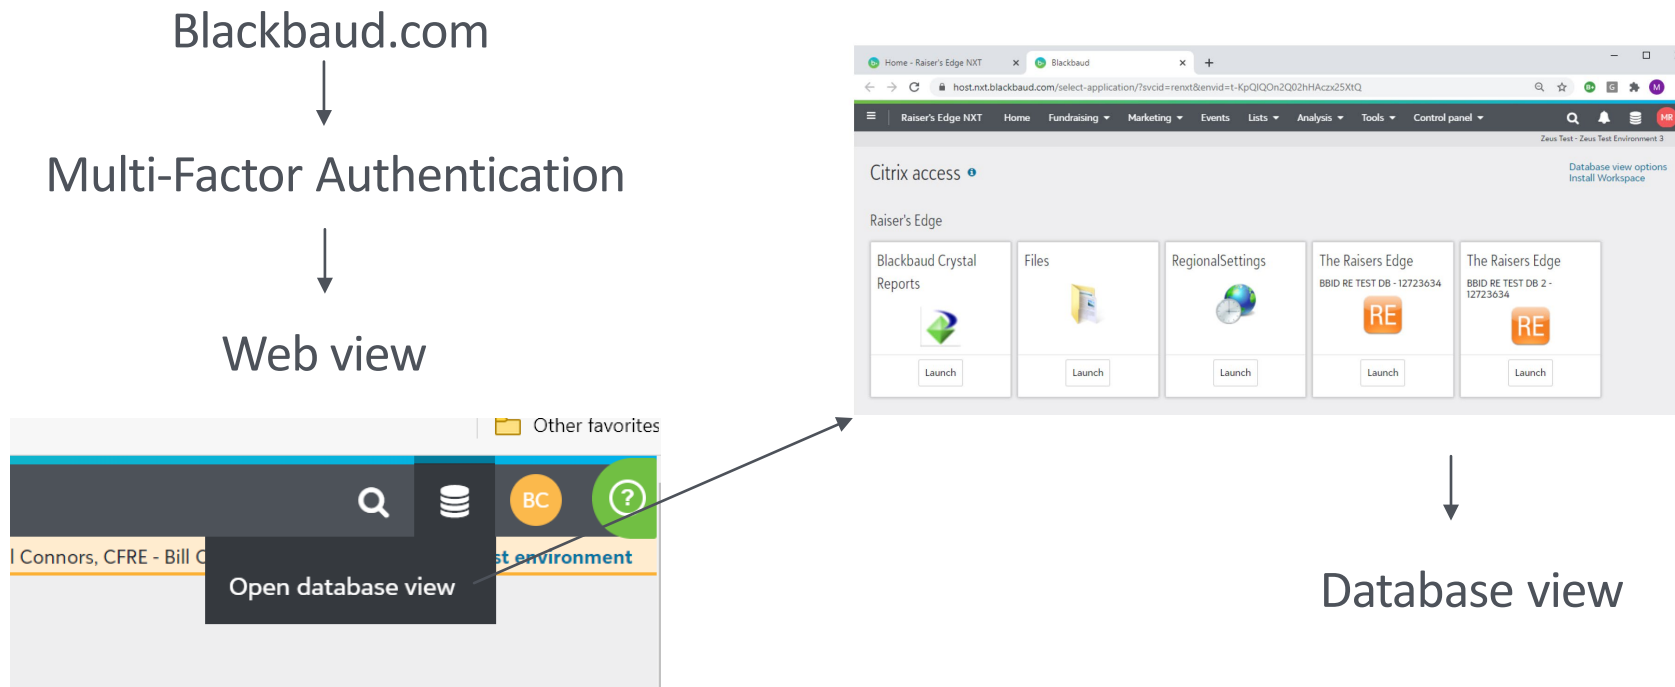 Blackbaud.com
Multi-Factor Authentication
Web view
Other favorites
BC
?
l Connors, CFRE - Bill C
st environment
Open database view
Home - Raiser's Edge NXT
Blackbaud
host.nxt.blackbaud.com/select-application/?svcid=renxt&envid=t-KpQIQOn2Q02hHAczx25XtQ
M
Raiser's Edge NXT Home Fundraising Marketing Events Lists Analysis Tools Control panel
MR
Zeus Test - Zeus Test Environment 3
Citrix access
Database view options
Install Workspace
Raiser's Edge
Blackbaud Crystal
Reports
Launch
Files
Launch
RegionalSettings
Launch
The Raisers Edge
BBID RE TEST DB - 12723634
RE
Launch
The Raisers Edge
BBID RE TEST DB 2 -
12723634
RE
Launch
Database view